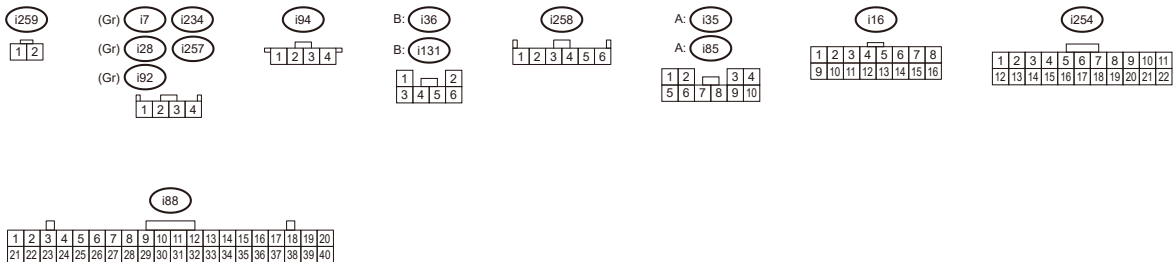 i259
1 2
(Gr) i7 i234
(Gr) i28 i257
(Gr) i92
1 2 3 4
i94
1 2 3 4
B: i36
B: i131
1 2
3 4 5 6
i258
1 2 3 4 5 6
A: i35
A: i85
1 2 3 4
5 6 7 8 9 10
i16
1 2 3 4 5 6 7 8
9 10 11 12 13 14 15 16
i254
1 2 3 4 5 6 7 8 9 10 11
12 13 14 15 16 17 18 19 20 21 22
i88
1 2 3 4 5 6 7 8 9 10 11 12 13 14 15 16 17 18 19 20
21 22 23 24 25 26 27 28 29 30 31 32 33 34 35 36 37 38 39 40